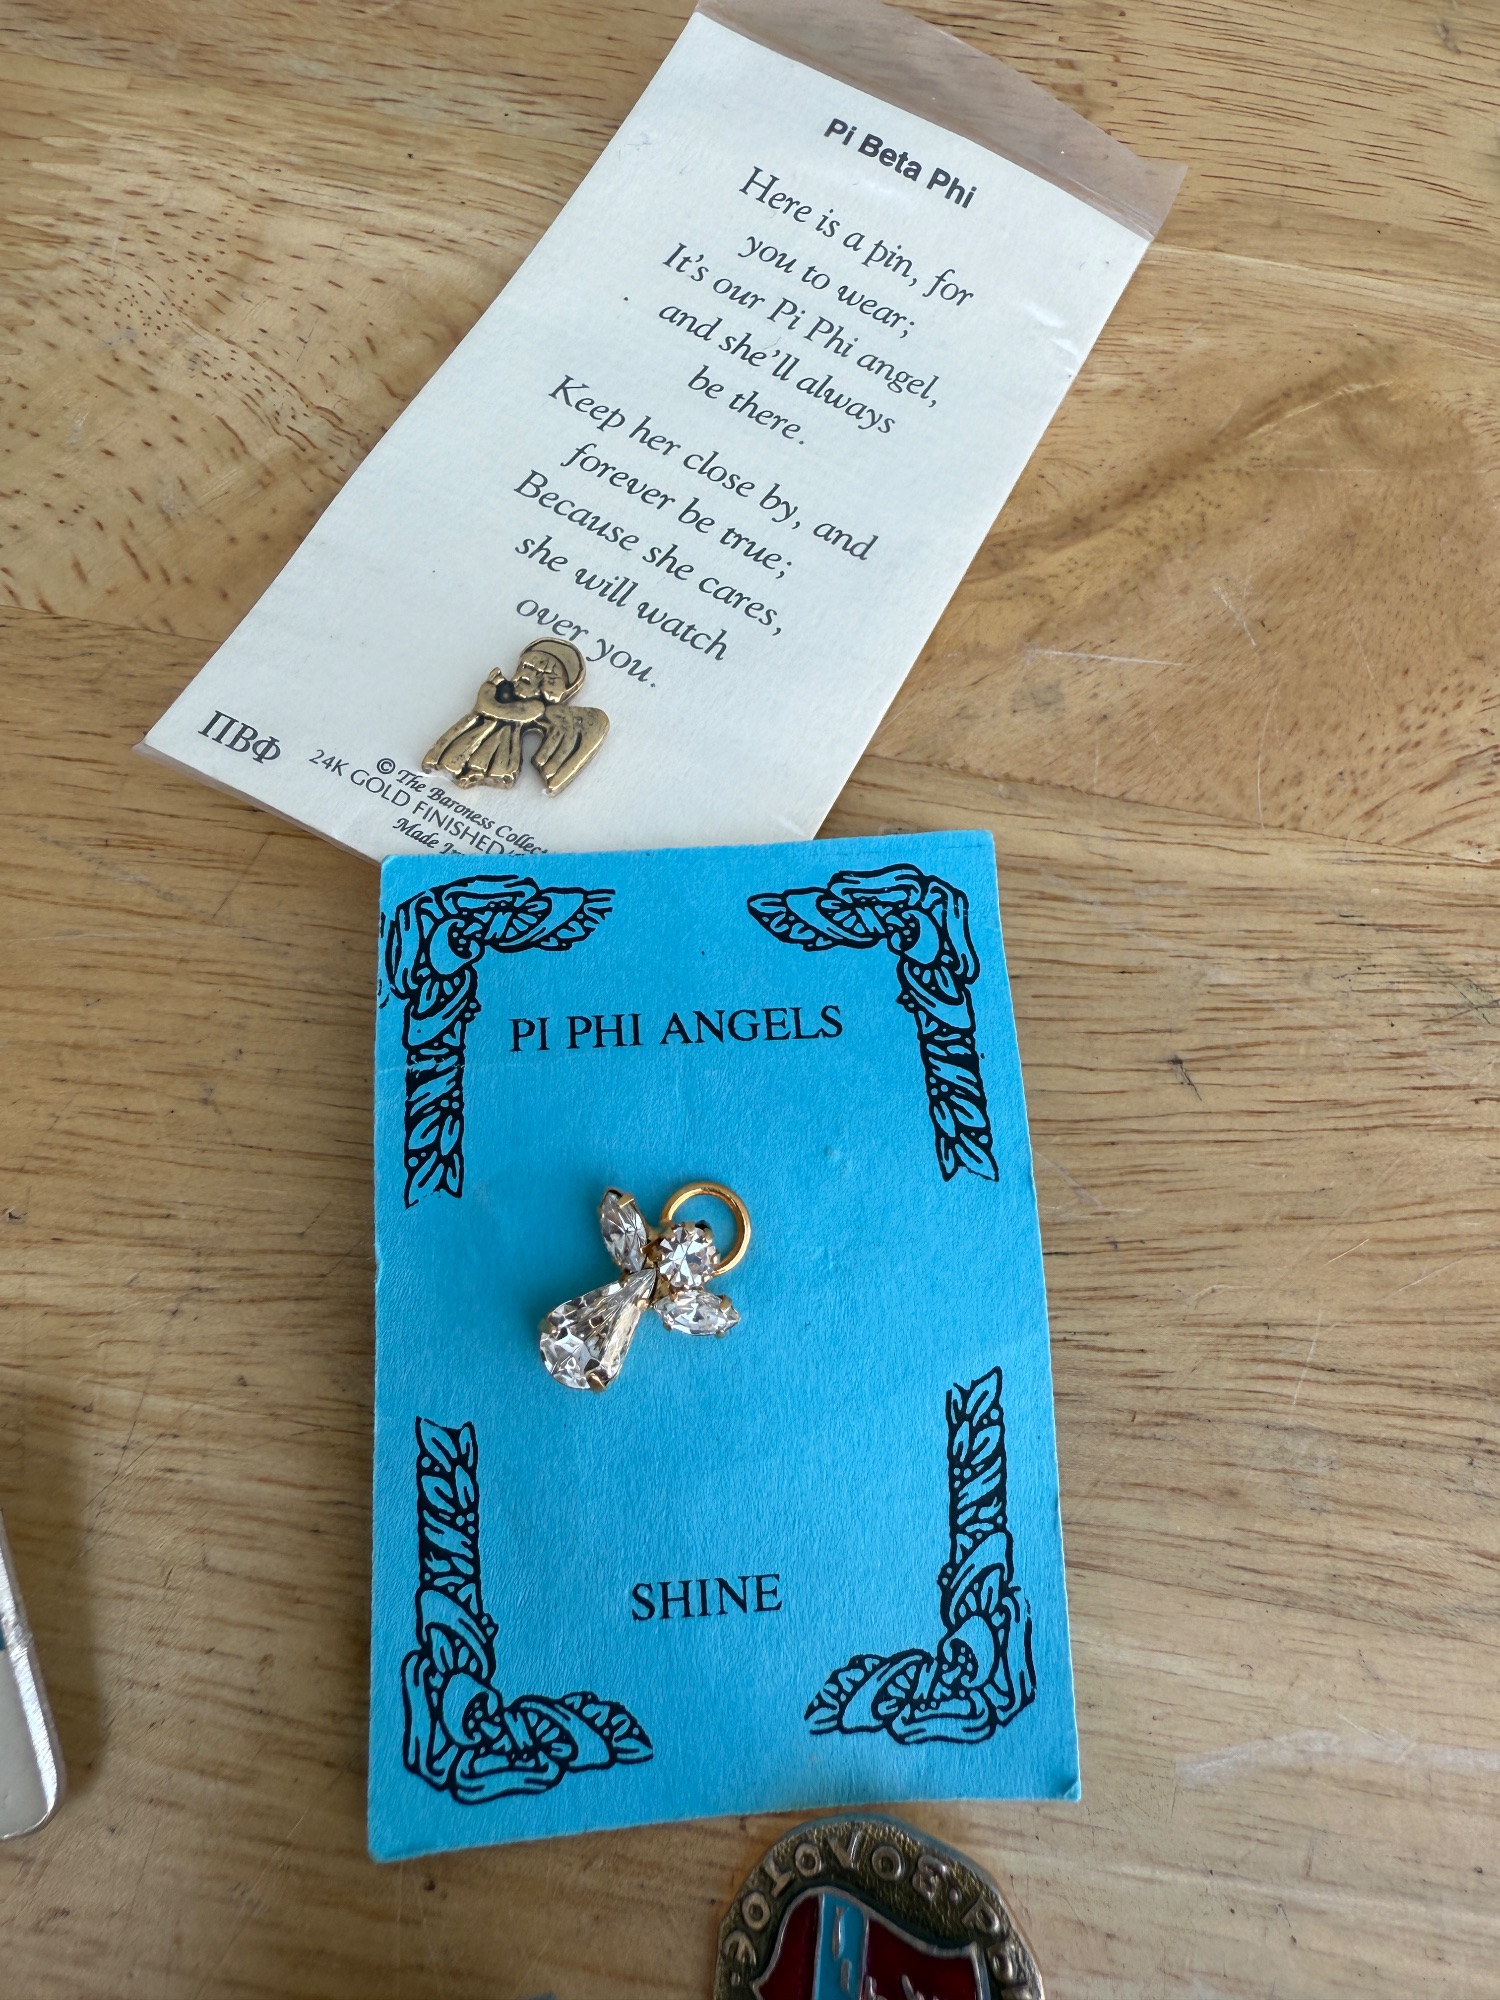 Pi Beta Phi
Here is a pin, for
you to wear;
It's our Pi Phi angel,
and she'll always
be there.
Keep her close by, and
forever be true;
Because she cares,
she will watch
over you.
ΠΒΦ
© The Baroness
24K GOLD FINISHED/
Made
PI PHI ANGELS
SHINE